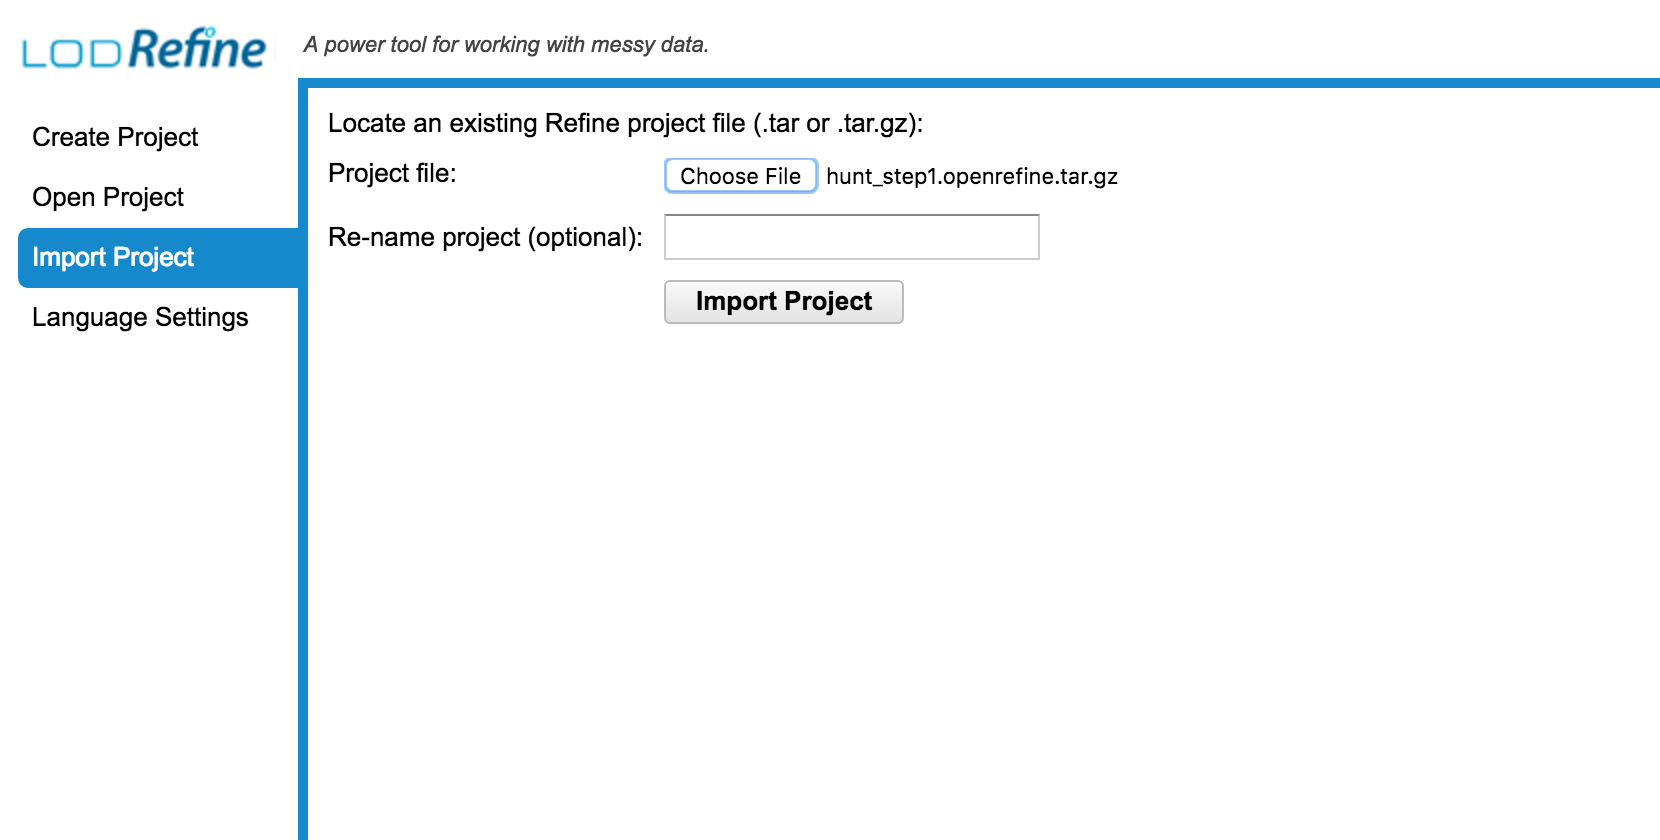 LODRefine
A power tool for working with messy data.
Create Project
Open Project
Import Project
Language Settings
Locate an existing Refine project file (.tar or .tar.gz):
Project file:
Choose File hunt_step1.openrefine.tar.gz
Re-name project (optional):
Import Project